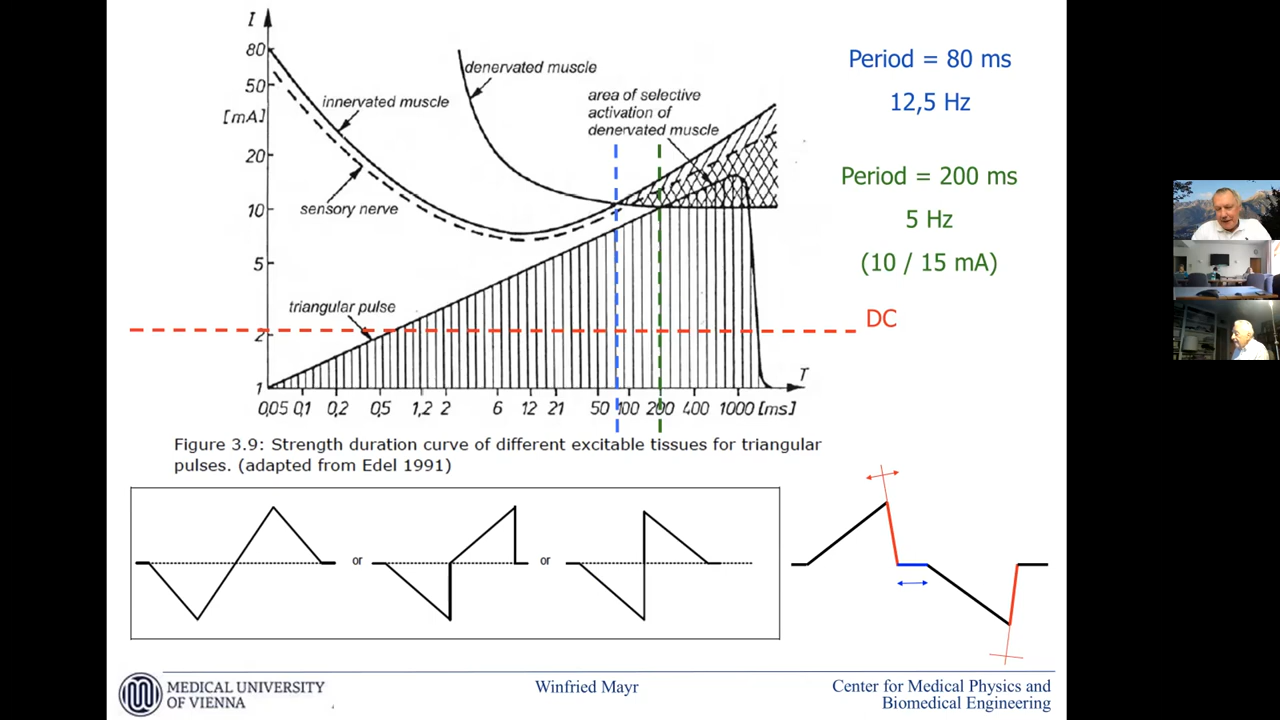 I
80
50
[mA]
20
10
5
2
1
denervated muscle
innervated muscle
sensory nerve
area of selective
activation of
denervated muscle
triangular pulse
T
0,05 0,1 0,2 0,5 1,2 2 6 12 21 50 100 200 400 1000 [ms]
Period = 80 ms
12,5 Hz
Period = 200 ms
5 Hz
(10 / 15 mA)
DC
Figure 3.9: Strength duration curve of different excitable tissues for triangular
pulses. (adapted from Edel 1991)
or
or
MEDICAL UNIVERSITY
OF VIENNA
Winfried Mayr
Center for Medical Physics and
Biomedical Engineering